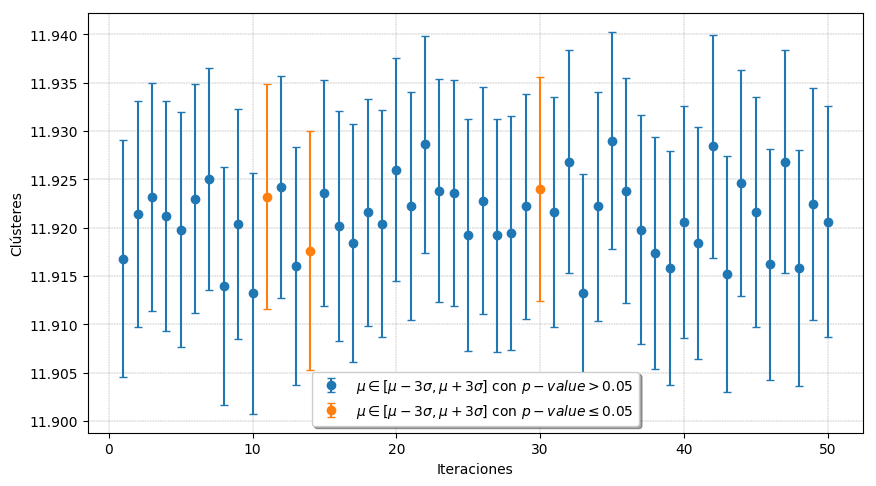 11.940
11.935
11.930
11.925
11.920
11.915
11.910
11.905
11.900
Clústeres
μ ∈ [μ − 3σ, μ + 3σ] con p − value > 0.05
μ ∈ [μ − 3σ, μ + 3σ] con p − value ≤ 0.05
0 10 20 30 40 50
Iteraciones